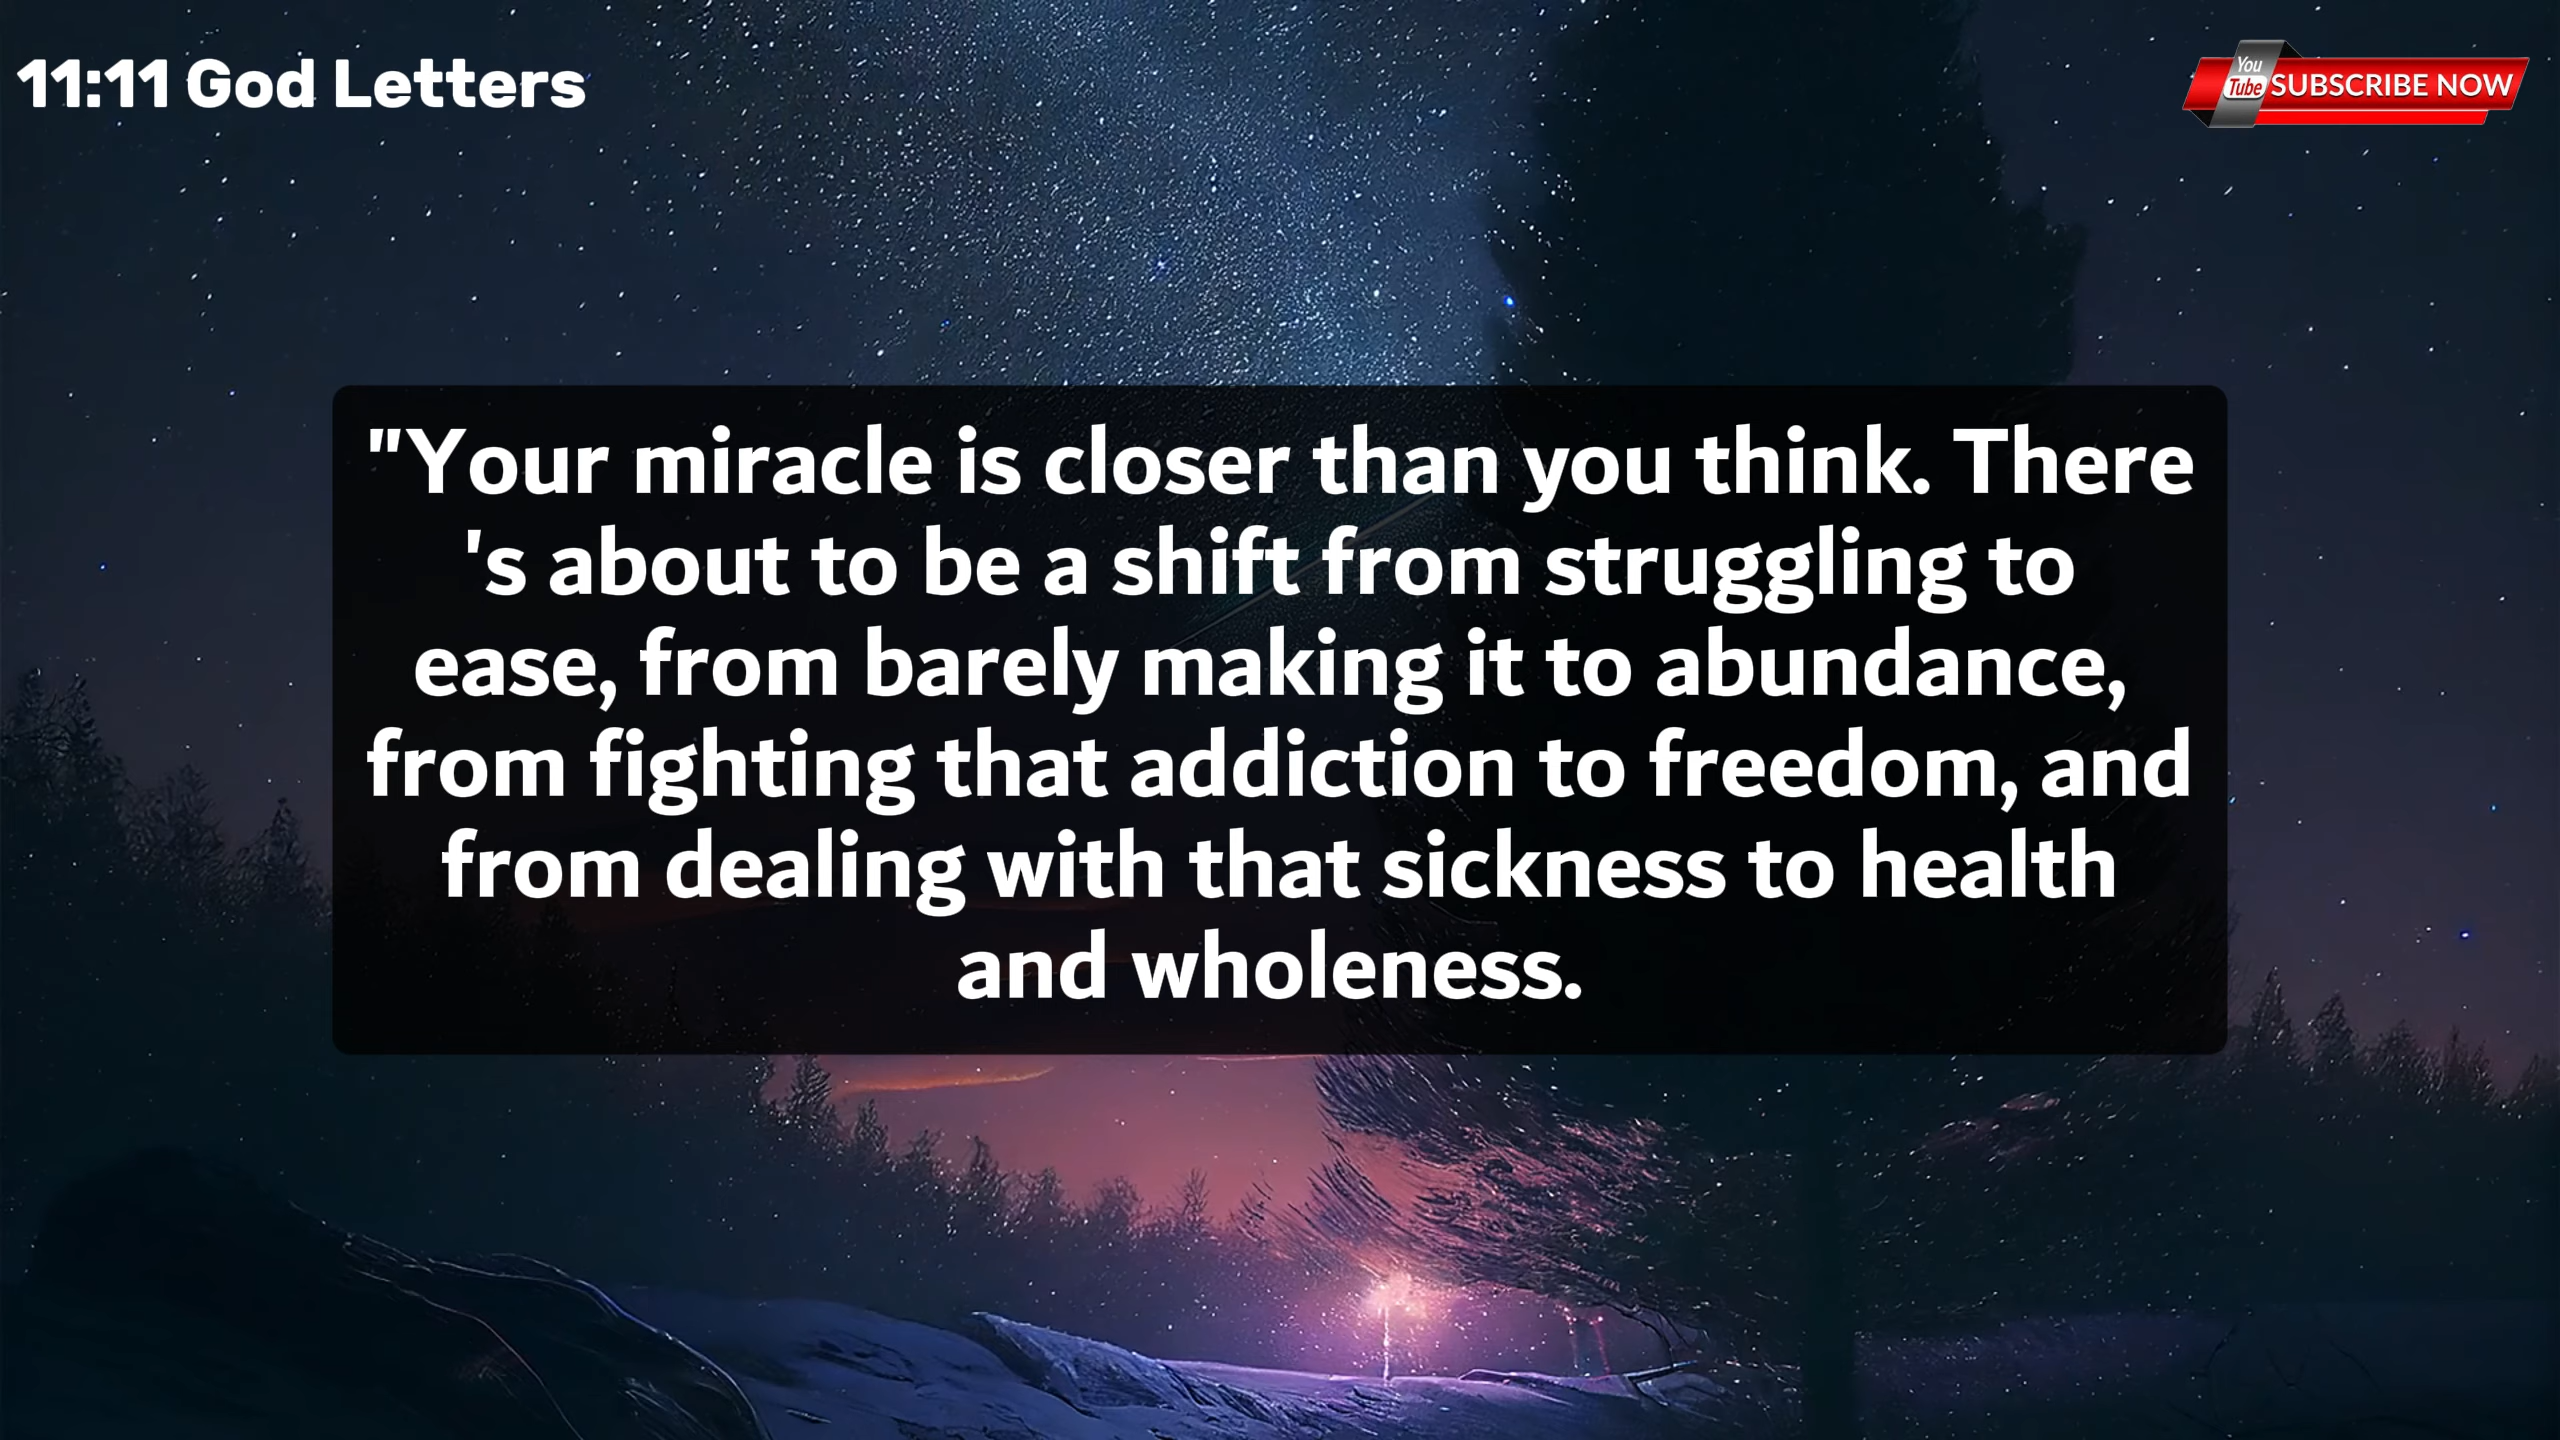 11:11 God Letters
You
Tube
SUBSCRIBE NOW
"Your miracle is closer than you think. There
's about to be a shift from struggling to
ease, from barely making it to abundance,
from fighting that addiction to freedom, and
from dealing with that sickness to health
and wholeness.